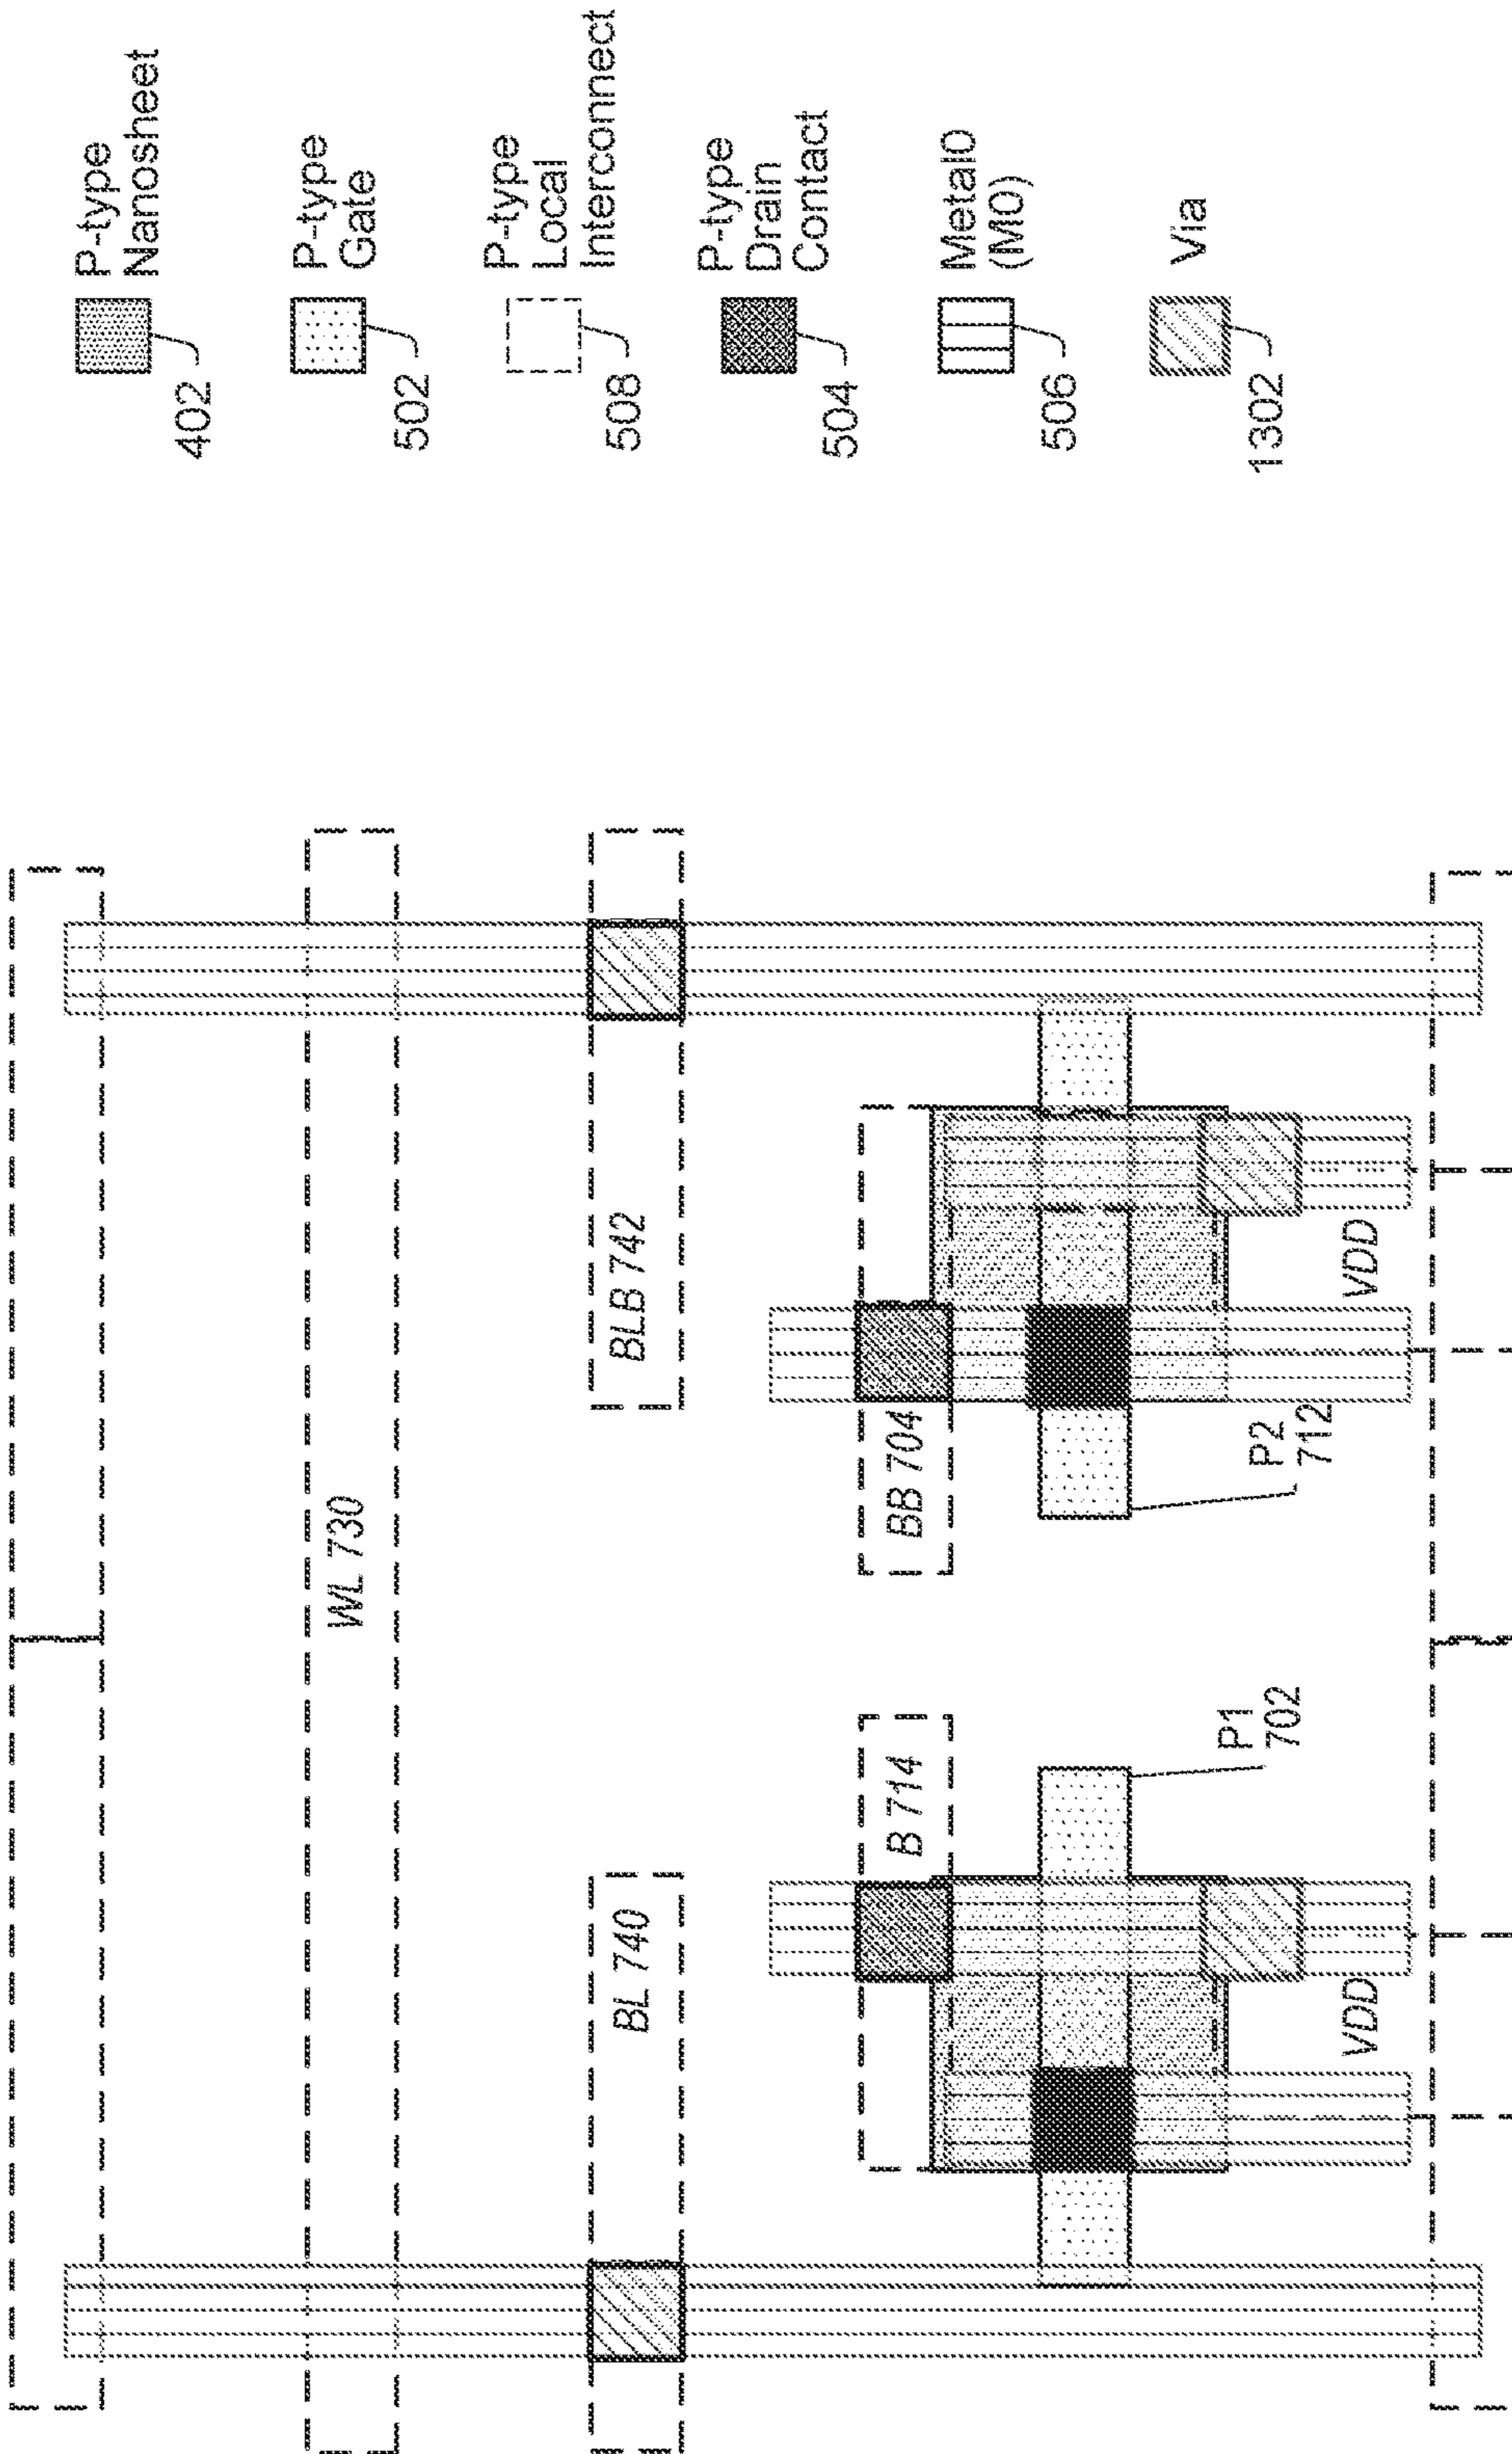 P-type
Nanosheet
402
P-type
Gate
502
P-type
Local
Interconnect
508
P-type
Drain
Contact
504
Metal0
(M0)
506
Via
1302
WL 730
BL 740
BLB 742
B 714
BB 704
P1
702
P2
712
VDD
VDD